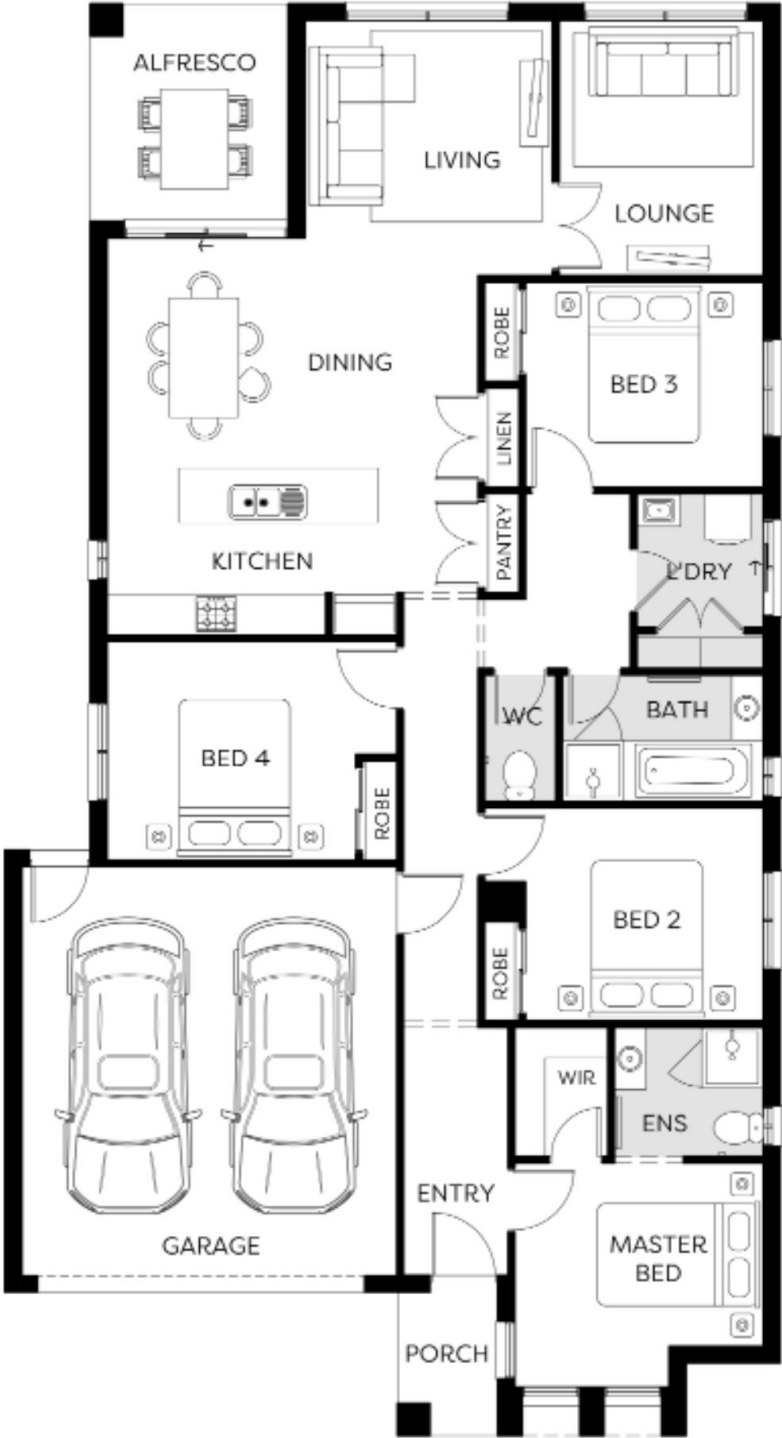 ALFRESCO
LIVING
LOUNGE
ROBE
BED 3
DINING
LINEN
PANTRY
KITCHEN
L'DRY
WC
BATH
BED 4
ROBE
BED 2
ROBE
WIR
ENS
ENTRY
GARAGE
MASTER
BED
PORCH